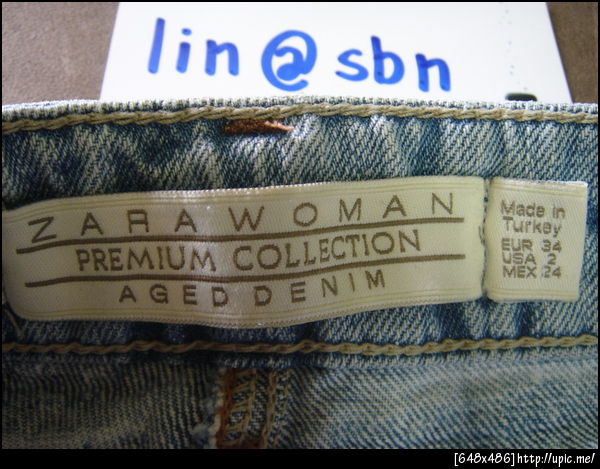 lin@sbn
ZARA WOMAN
PREMIUM COLLECTION
AGED DENIM
Made in
Turkey
EUR 34
USA 2
MEX 24
[648x486]http://upic.me/